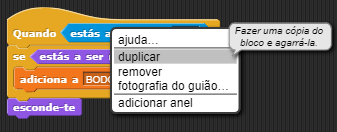 Quando estás a
ajuda...
Fazer uma cópia do
bloco e agarrá-la.
duplicar
se estás a ser
remover
adiciona a BODO
fotografia do guião...
esconde-te
adicionar anel